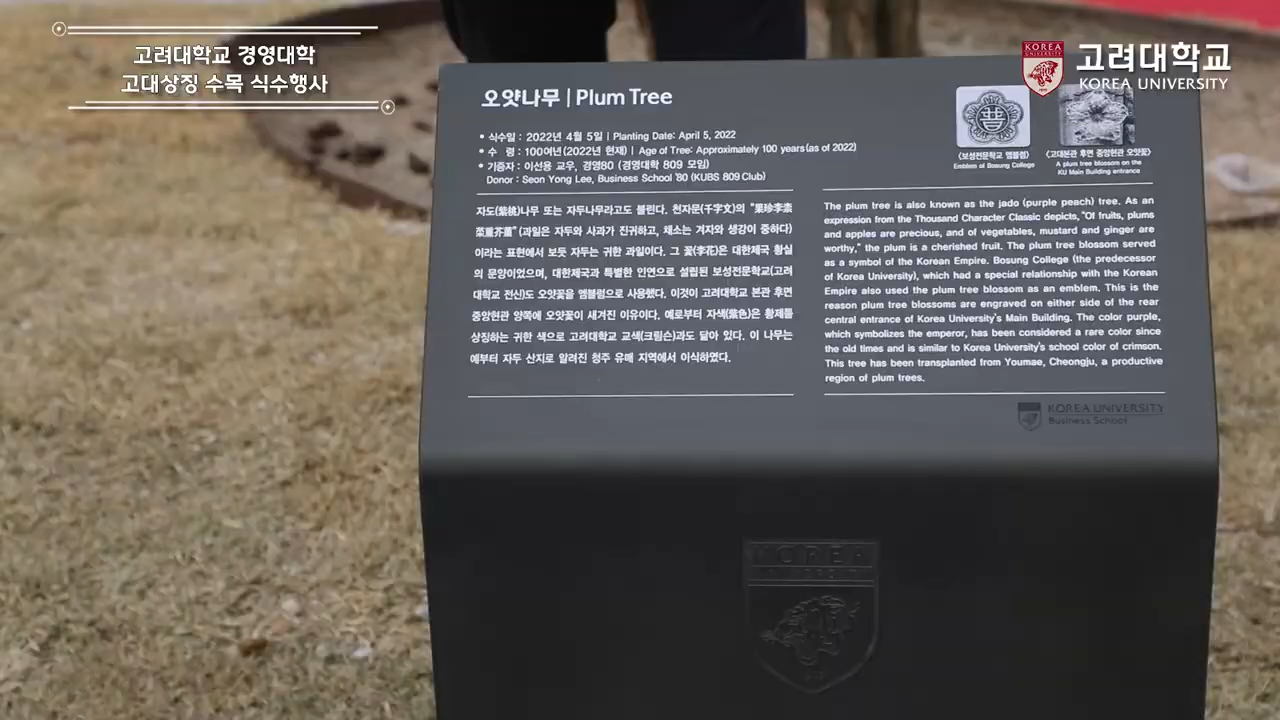 고려대학교 경영대학
고대상징 수목 식수행사
KOREA
UNIVERSITY
고려대학교
KOREA UNIVERSITY
오얏나무 | Plum Tree
• 식수일 : 2022년 4월 5일 | Planting Date: April 5, 2022
• 수 령 : 100여년(2022년 현재) | Age of Tree: Approximately 100 years(as of 2022)
• 기증자 : 이선용 교우, 경영80 (경영대학 809 모임)
Donor : Seon Yong Lee, Business School '80 (KUBS 809 Club)
<보성전문학교 엠블럼>
Emblem of Bosung College
<고대본관 후면 중앙현관 오얏꽃>
A plum tree blossom on the
KU Main Building entrance
자도(紫桃)나무 또는 자두나무라고도 불린다. 천자문(千字文)의 "果珍李柰
菜重芥薑" (과일은 자두와 사과가 진귀하고, 채소는 겨자와 생강이 중하다)
이라는 표현에서 보듯 자두는 귀한 과일이다. 그 꽃(李花)은 대한제국 황실
의 문양이었으며, 대한제국과 특별한 인연으로 설립된 보성전문학교(고려
대학교 전신)도 오얏꽃을 엠블럼으로 사용했다. 이것이 고려대학교 본관 후면
중앙현관 양쪽에 오얏꽃이 새겨진 이유이다. 예로부터 자색(紫色)은 황제를
상징하는 귀한 색으로 고려대학교 교색(크림슨)과도 닮아 있다. 이 나무는
예부터 자두 산지로 알려진 청주 유매 지역에서 이식하였다.
The plum tree is also known as the jado (purple peach) tree. As an
expression from the Thousand Character Classic depicts, "Of fruits, plums
and apples are precious, and of vegetables, mustard and ginger are
worthy," the plum is a cherished fruit. The plum tree blossom served
as a symbol of the Korean Empire. Bosung College (the predecessor
of Korea University), which had a special relationship with the Korean
Empire also used the plum tree blossom as an emblem. This is the
reason plum tree blossoms are engraved on either side of the rear
central entrance of Korea University's Main Building. The color purple,
which symbolizes the emperor, has been considered a rare color since
the old times and is similar to Korea University's school color of crimson.
This tree has been transplanted from Youmae, Cheongju, a productive
region of plum trees.
KOREA UNIVERSITY
Business School
KOREA
UNIVERSITY